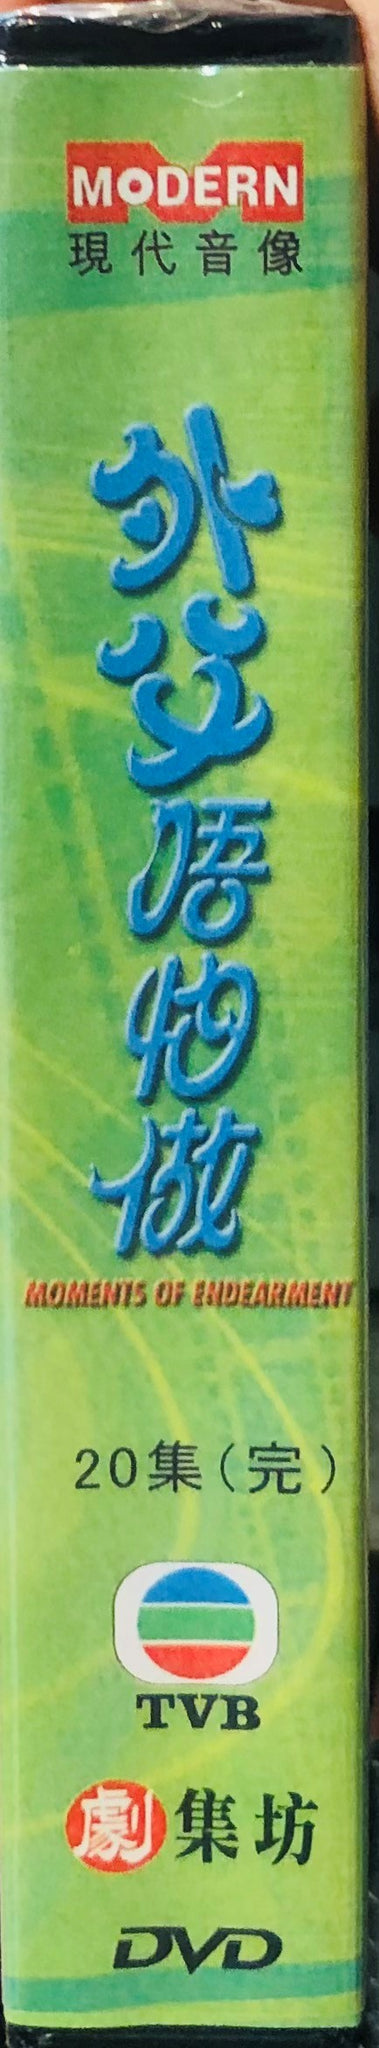 MODERN
現代音像
外父唔怕做
MOMENTS OF ENDEARMENT
20集(完)
TVB
劇集坊
DVD